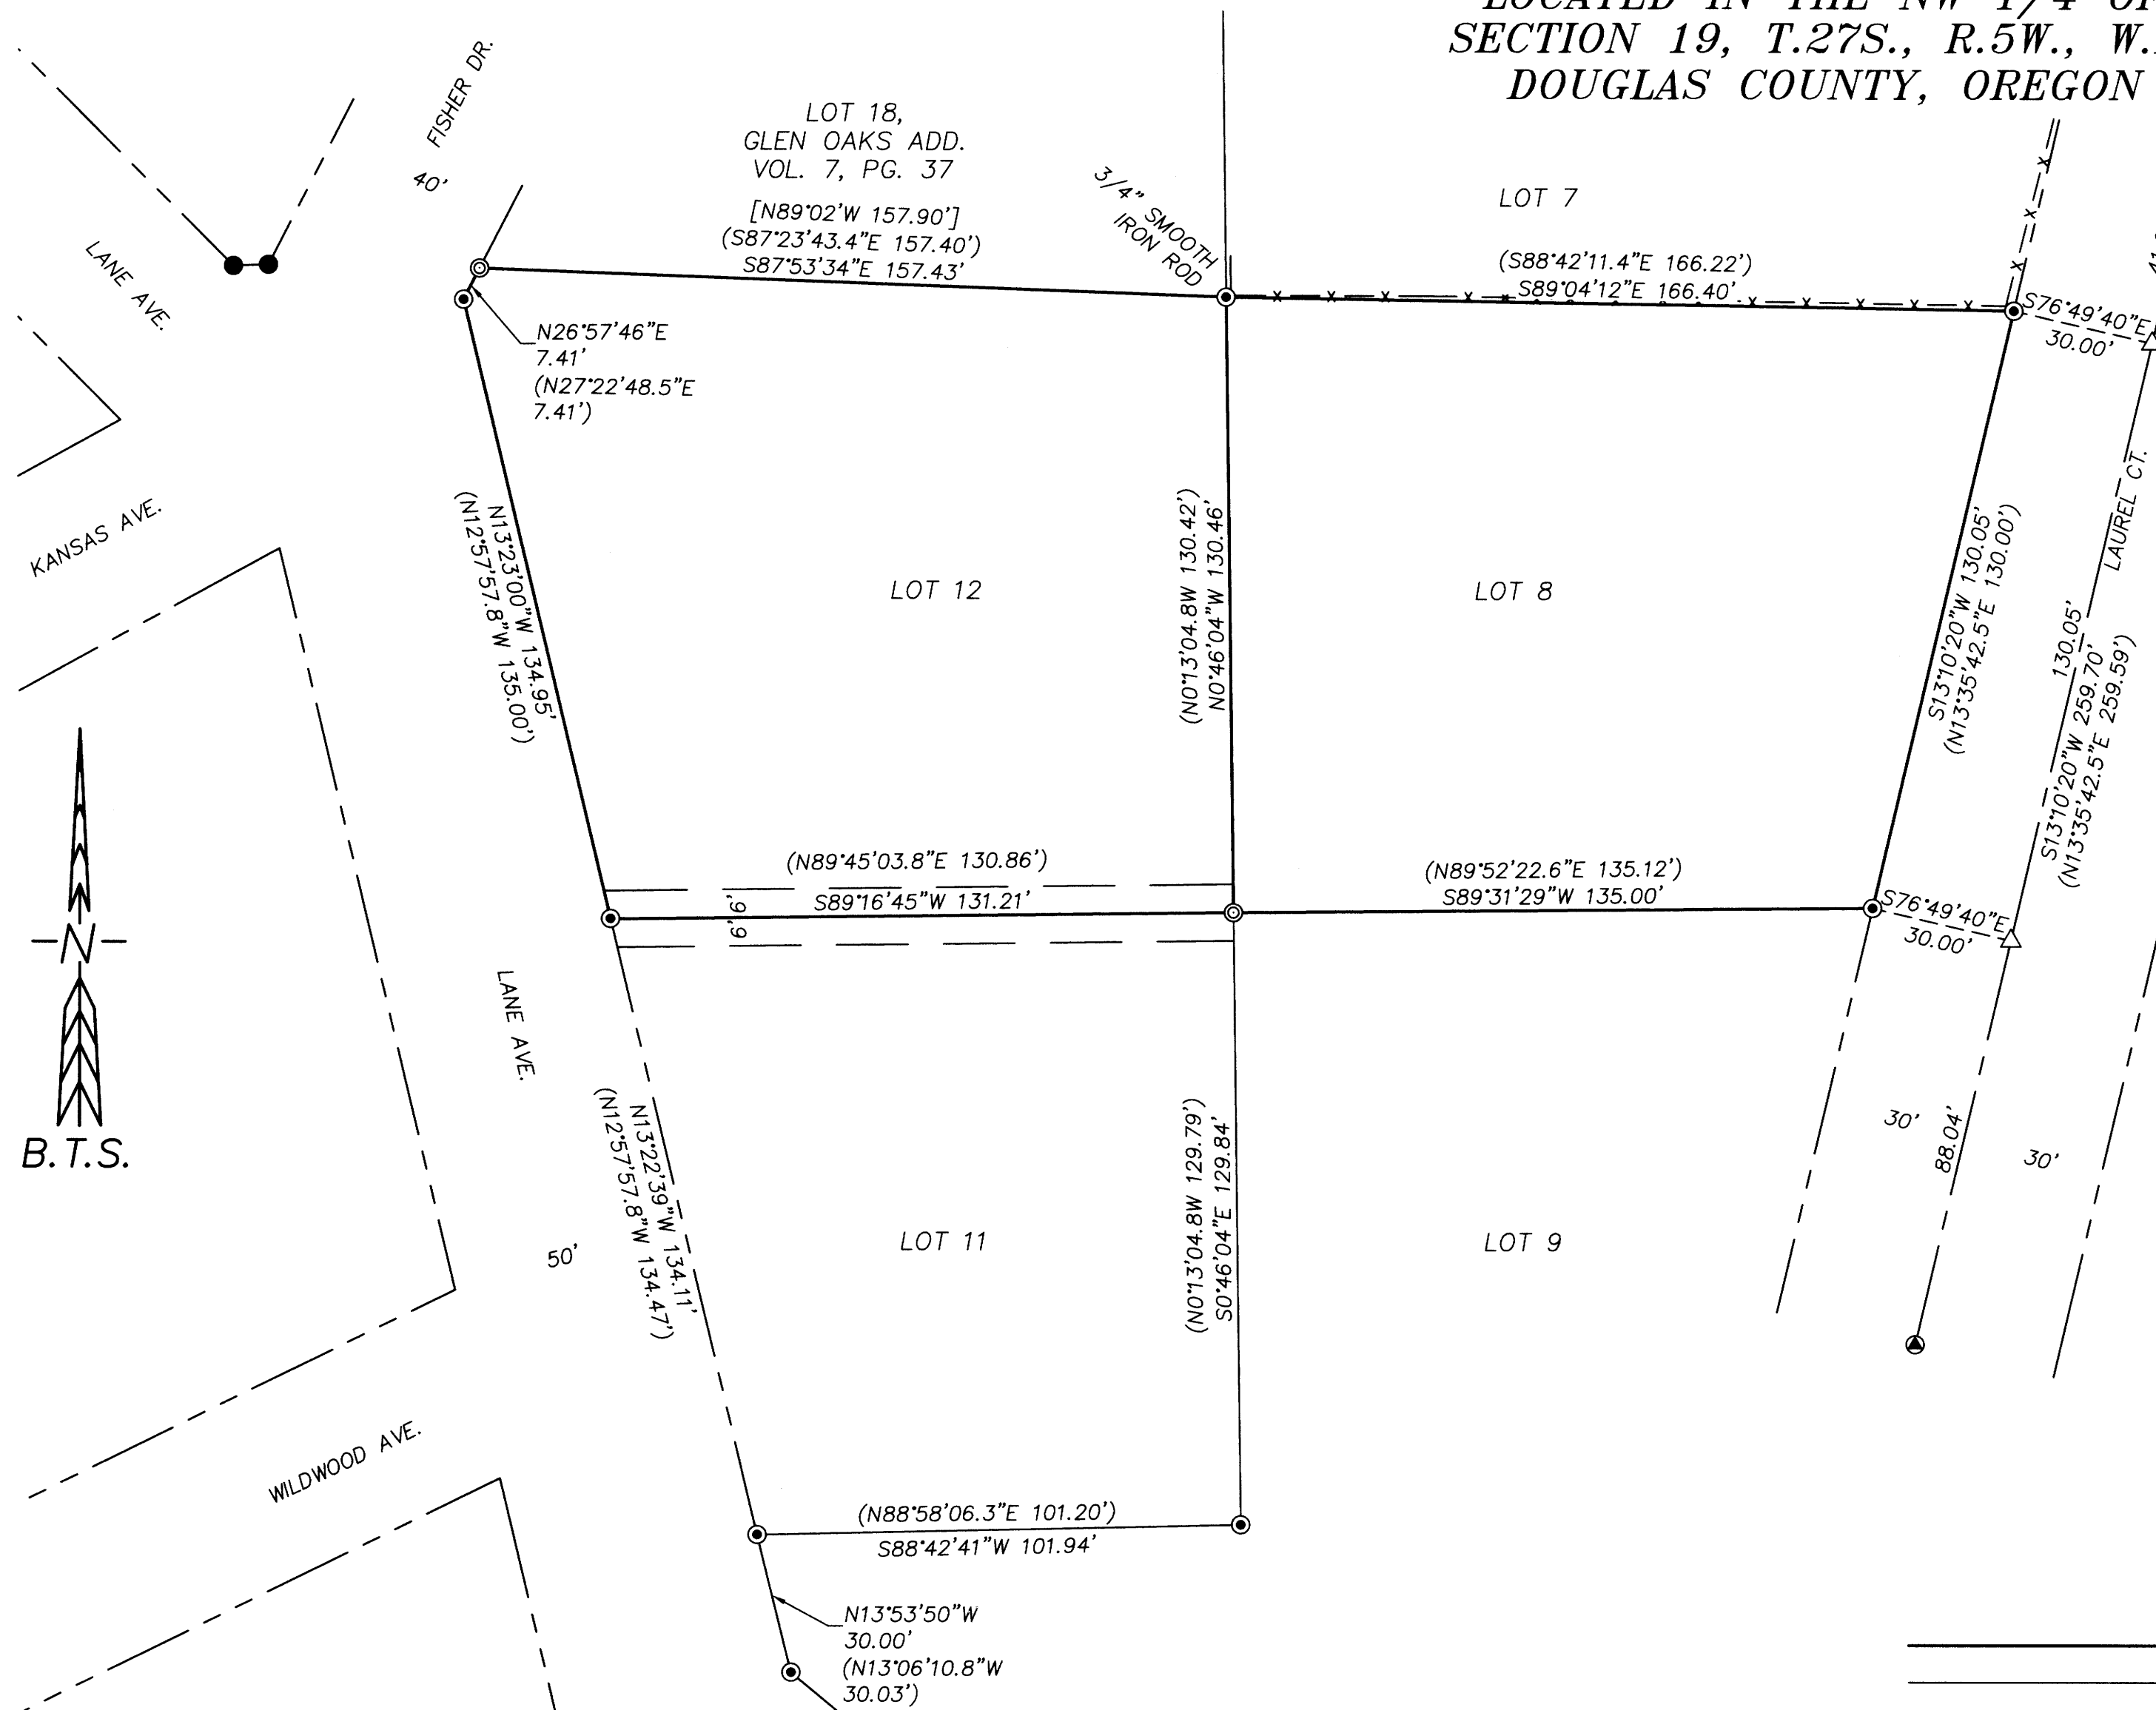 LOCATED IN THE NW 1/4 OF
SECTION 19, T.27S., R.5W., W.
DOUGLAS COUNTY, OREGON
FISHER DR.
40'
LOT 18,
GLEN OAKS ADD.
VOL. 7, PG. 37
[N89°02'W 157.90']
(S87°23'43.4"E 157.40')
S87°53'34"E 157.43'
3/4" SMOOTH
IRON ROD
LOT 7
(S88°42'11.4"E 166.22')
S89°04'12"E 166.40'
S76°49'40"E
30.00'
LANE AVE.
N26°57'46"E
7.41'
(N27°22'48.5"E
7.41')
KANSAS AVE.
N13°23'00"W 134.95'
(N12°57'57.8"W 135.00')
LOT 12
(N0°13'04.8W 130.42')
N0°46'04"W 130.46'
LOT 8
S13°10'20"W 130.05'
(N13°35'42.5"E 130.00')
LAUREL CT.
130.05'
S13°10'20"W 259.70'
(N13°35'42.5"E 259.59')
N
B.T.S.
(N89°45'03.8"E 130.86')
S89°16'45"W 131.21'
6.6'
(N89°52'22.6"E 135.12')
S89°31'29"W 135.00'
S76°49'40"E
30.00'
LANE AVE.
N13°22'39"W 134.11'
(N12°57'57.8"W 134.47')
50'
LOT 11
(N0°13'04.8W 129.79')
S0°46'04"E 129.84'
LOT 9
30'
88.04'
30'
WILDWOOD AVE.
(N88°58'06.3"E 101.20')
S88°42'41"W 101.94'
N13°53'50"W
30.00'
(N13°06'10.8"W
30.03')